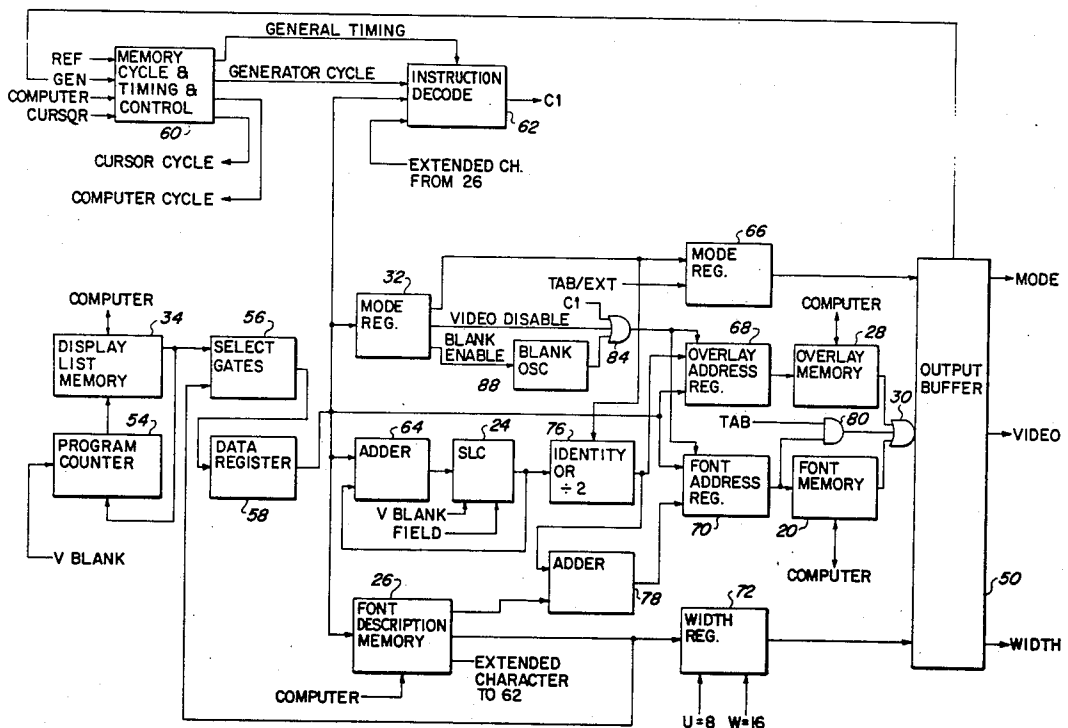 GENERAL TIMING
REF
GEN
COMPUTER
CURSQR
MEMORY
CYCLE &
TIMING &
CONTROL
60
GENERATOR CYCLE
INSTRUCTION
DECODE
C1
62
CURSOR CYCLE
COMPUTER CYCLE
EXTENDED CH.
FROM 26
66
MODE
REG.
TAB/EXT
MODE
32
MODE
REG.
VIDEO DISABLE
BLANK
ENABLE
C1
84
BLANK
OSC
88
COMPUTER
34
DISPLAY
LIST
MEMORY
56
SELECT
GATES
68
OVERLAY
ADDRESS
REG.
COMPUTER
28
OVERLAY
MEMORY
30
OUTPUT
BUFFER
54
PROGRAM
COUNTER
V BLANK
DATA
REGISTER
58
64
ADDER
24
SLC
V BLANK
FIELD
76
IDENTITY
OR
÷2
TAB
80
VIDEO
FONT
ADDRESS
REG.
70
FONT
MEMORY
20
COMPUTER
ADDER
78
26
FONT
DESCRIPTION
MEMORY
COMPUTER
EXTENDED
CHARACTER
TO 62
72
WIDTH
REG.
U=8
W=16
50
WIDTH